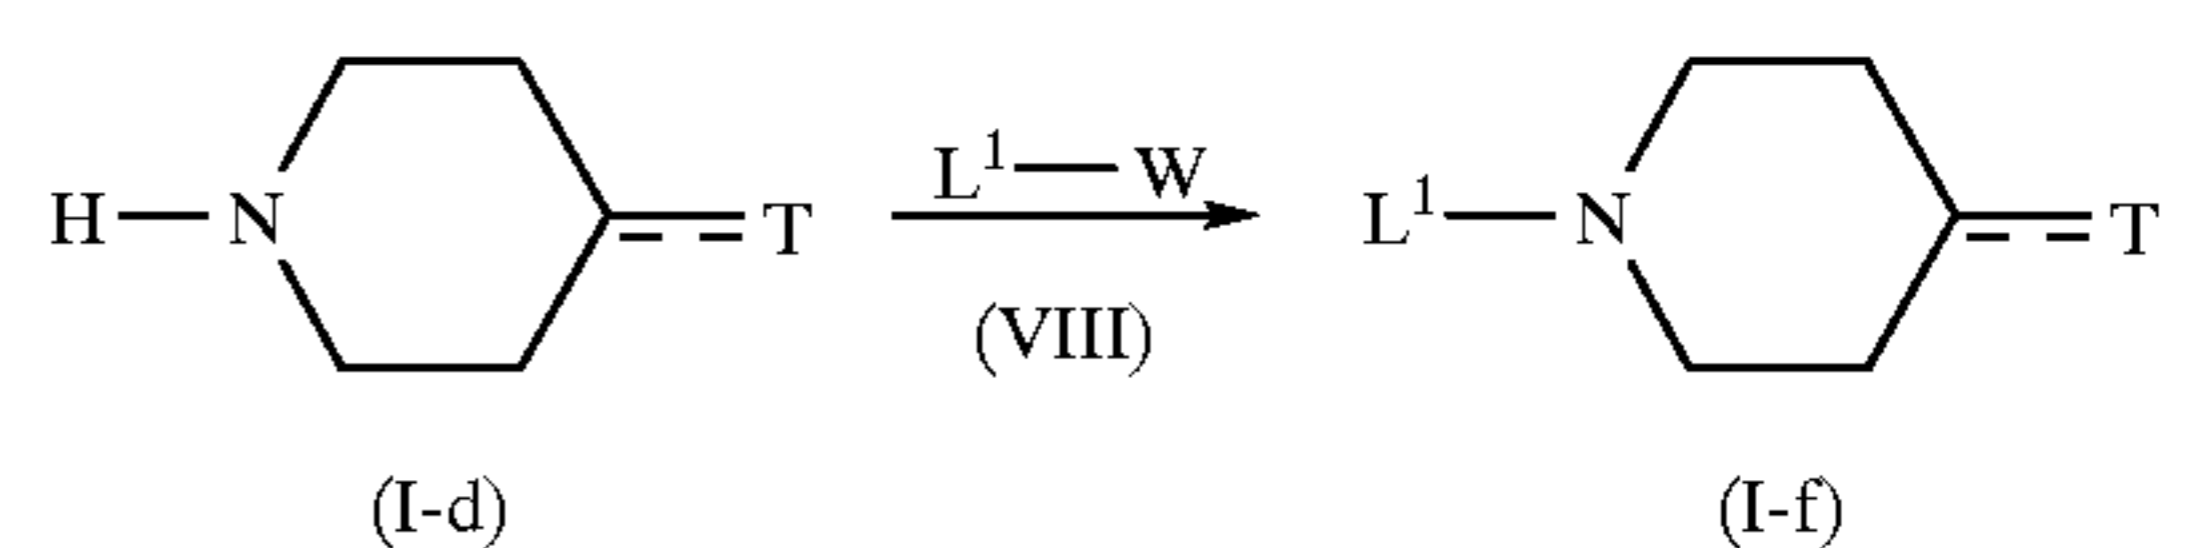 L¹—W
H—N T L¹—N T
(VIII)
(I-d) (I-f)